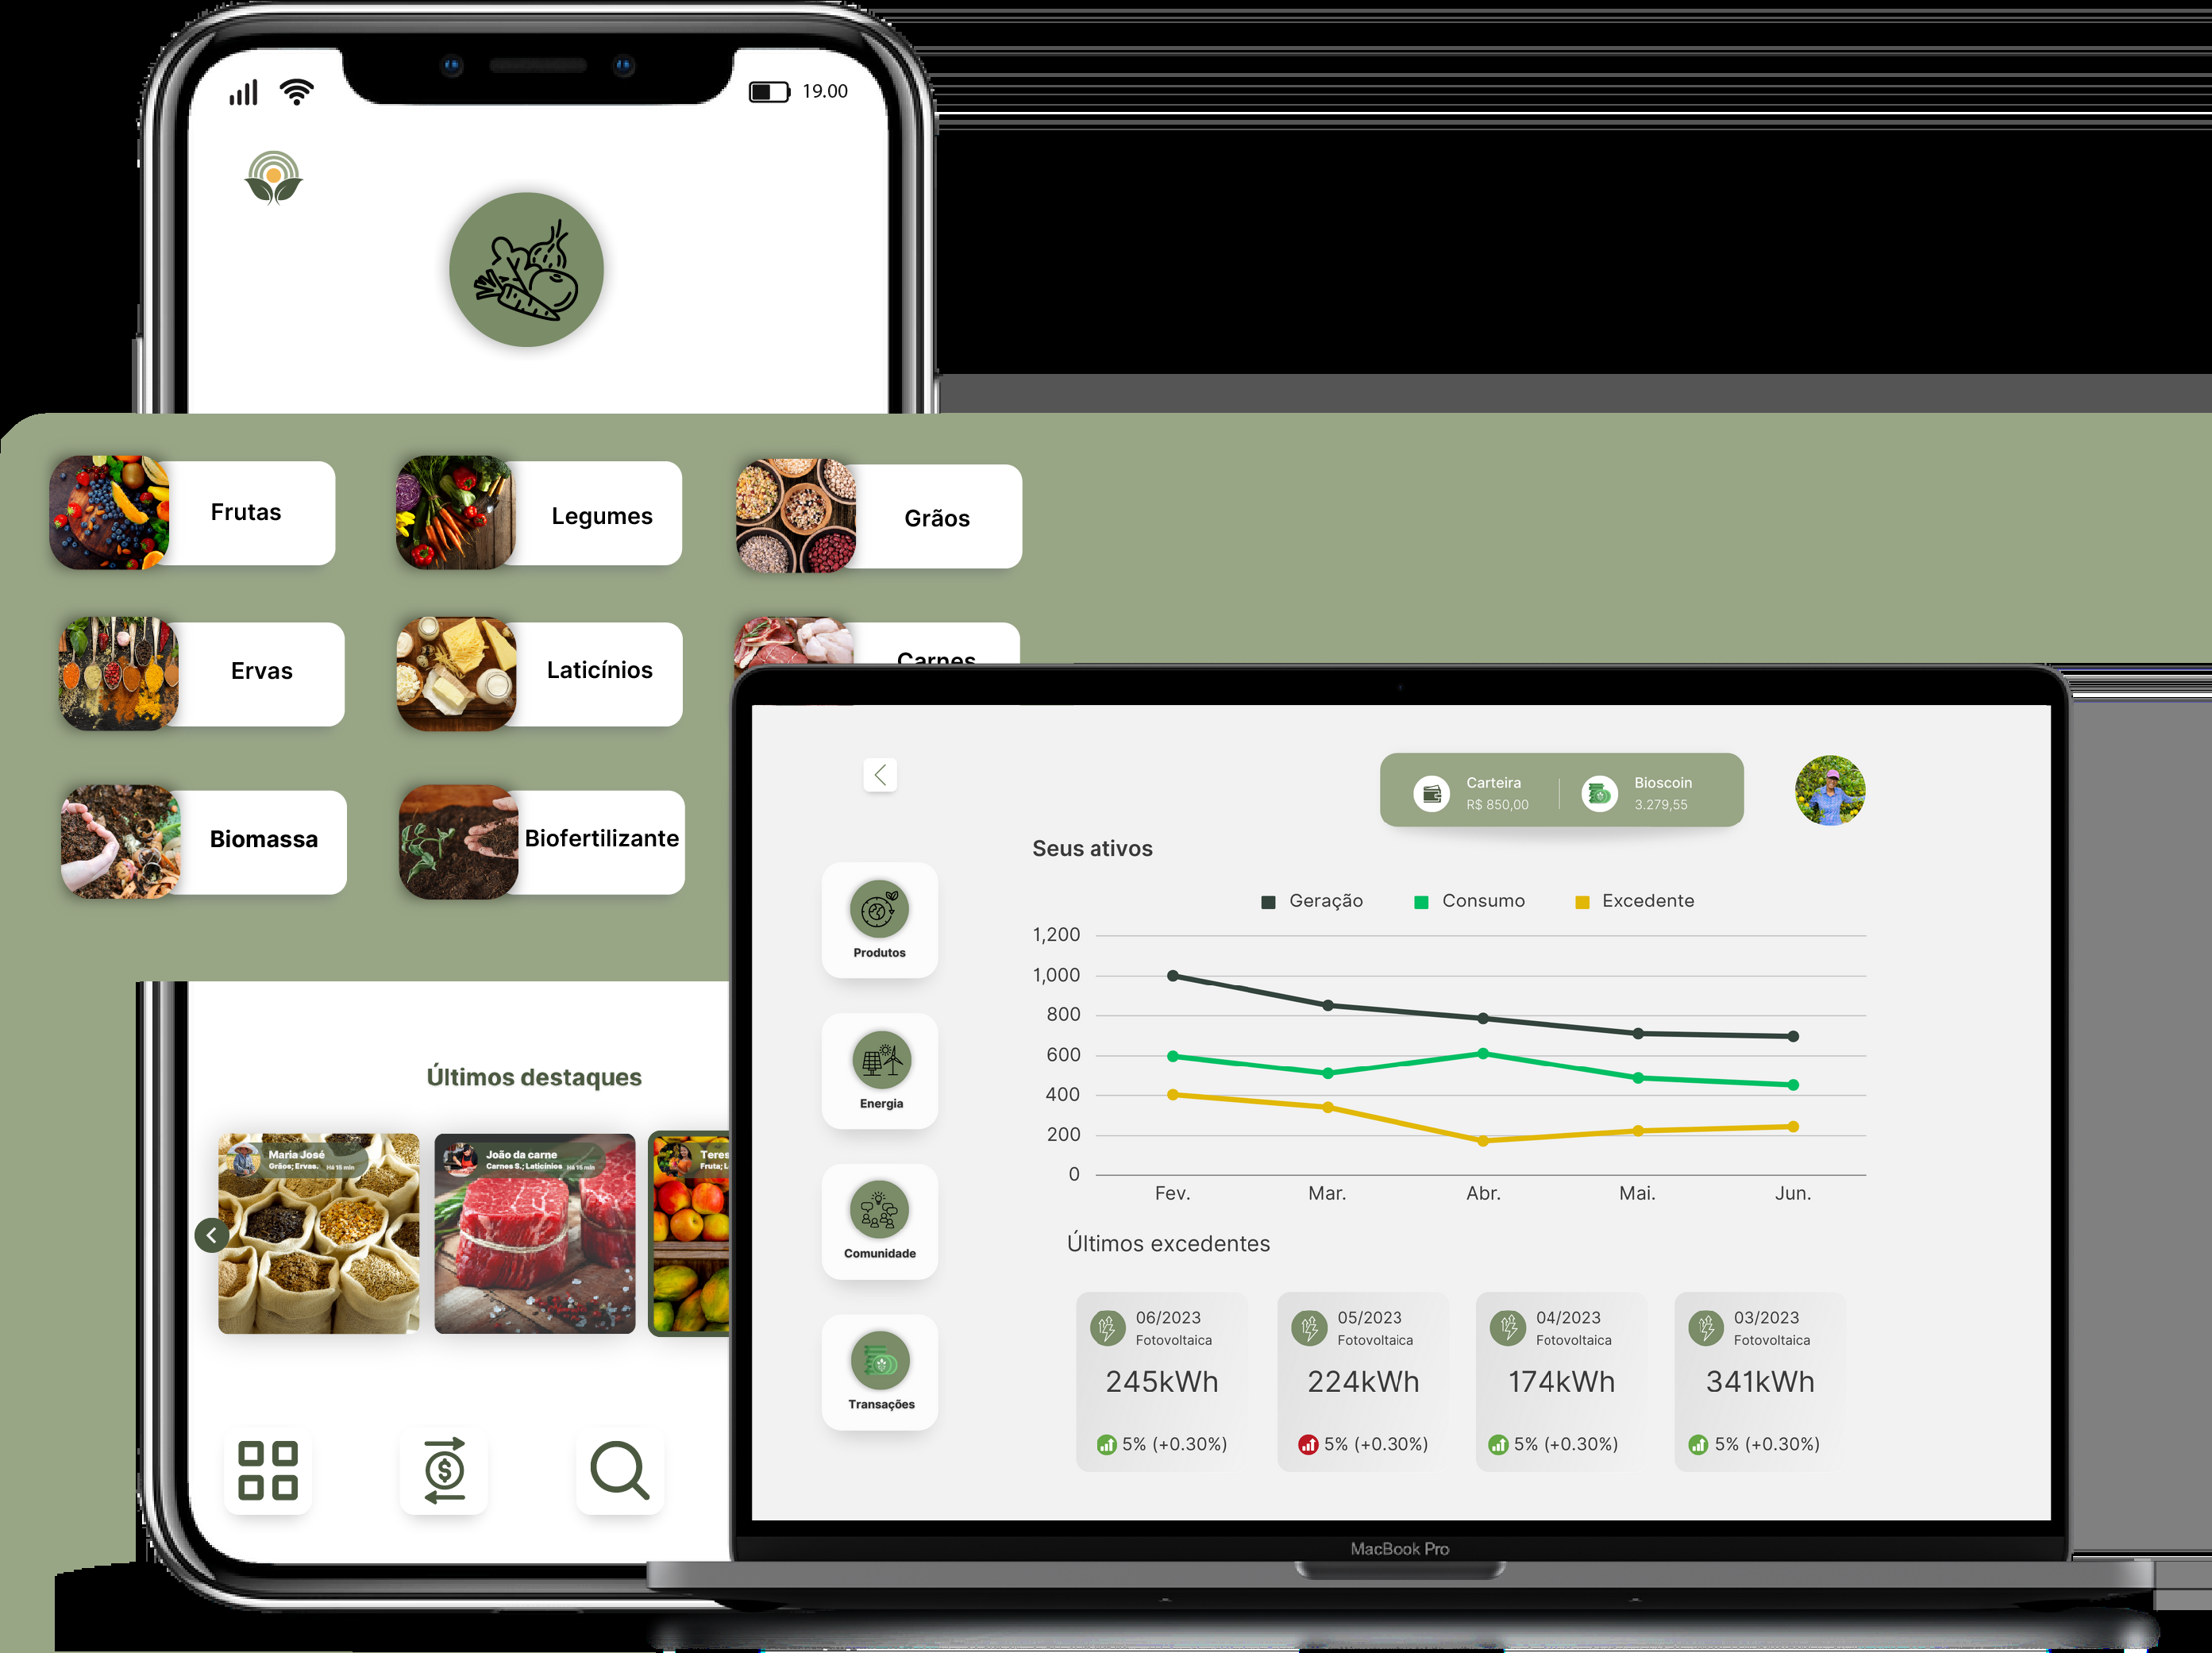 19.00
Frutas
Legumes
Grãos
Ervas
Laticínios
Carnes
Biomassa
Biofertilizante
Últimos destaques
Maria José
Grãos; Ervas. Há 15 min
João da carne
Carnes S.; Laticínios Há 15 min
Teres
Fruta; L
Carteira
R$ 850,00
Bioscoin
3.279,55
Seus ativos
Produtos
Energia
Comunidade
Transações
Geração Consumo Excedente
1,200
1,000
800
600
400
200
0
Fev. Mar. Abr. Mai. Jun.
Últimos excedentes
06/2023
Fotovoltaica
245kWh
5% (+0.30%)
05/2023
Fotovoltaica
224kWh
5% (+0.30%)
04/2023
Fotovoltaica
174kWh
5% (+0.30%)
03/2023
Fotovoltaica
341kWh
5% (+0.30%)
MacBook Pro